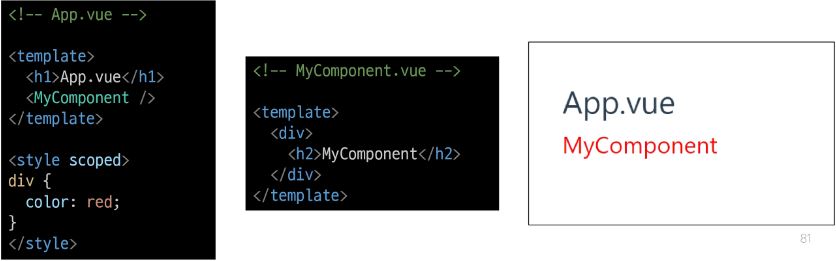 <!-- App.vue -->
<template>
<h1>App.vue</h1>
<MyComponent />
</template>
<style scoped>
div {
color: red;
}
</style>
<!-- MyComponent.vue -->
<template>
<div>
<h2>MyComponent</h2>
</div>
</template>
App.vue
MyComponent
81